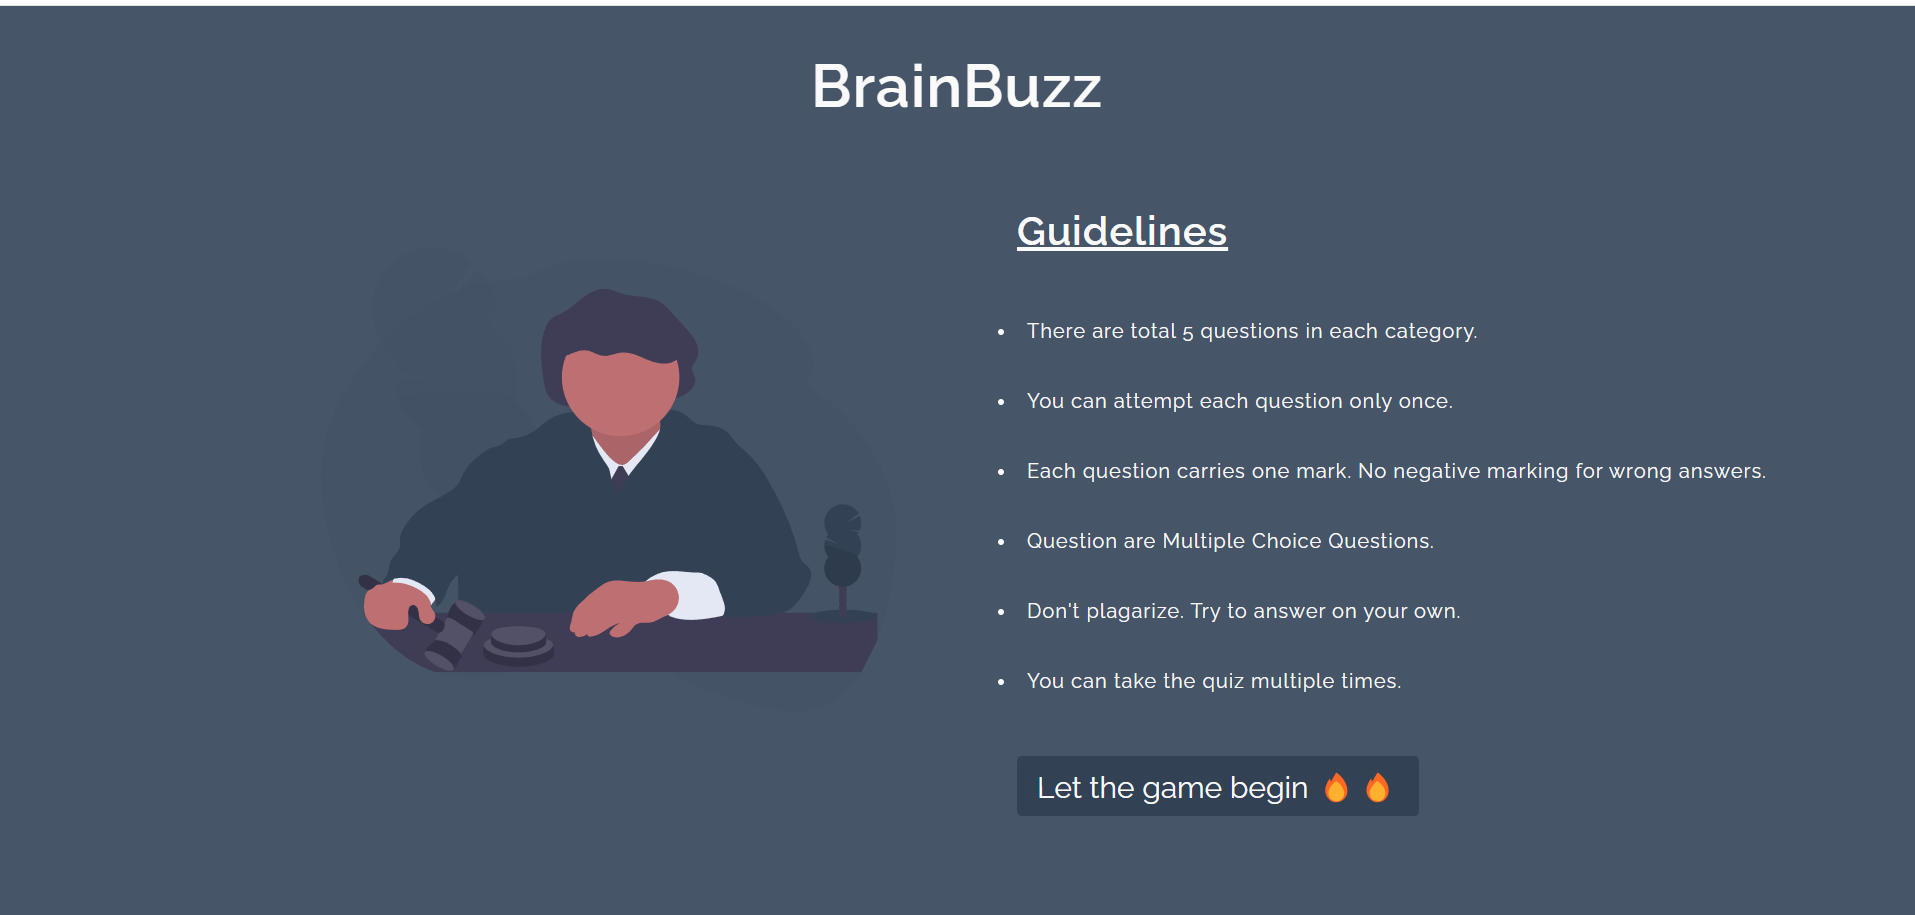 BrainBuzz
Guidelines
There are total 5 questions in each category.
You can attempt each question only once.
Each question carries one mark. No negative marking for wrong answers.
Question are Multiple Choice Questions.
Don't plagarize. Try to answer on your own.
You can take the quiz multiple times.
Let the game begin 🔥 🔥